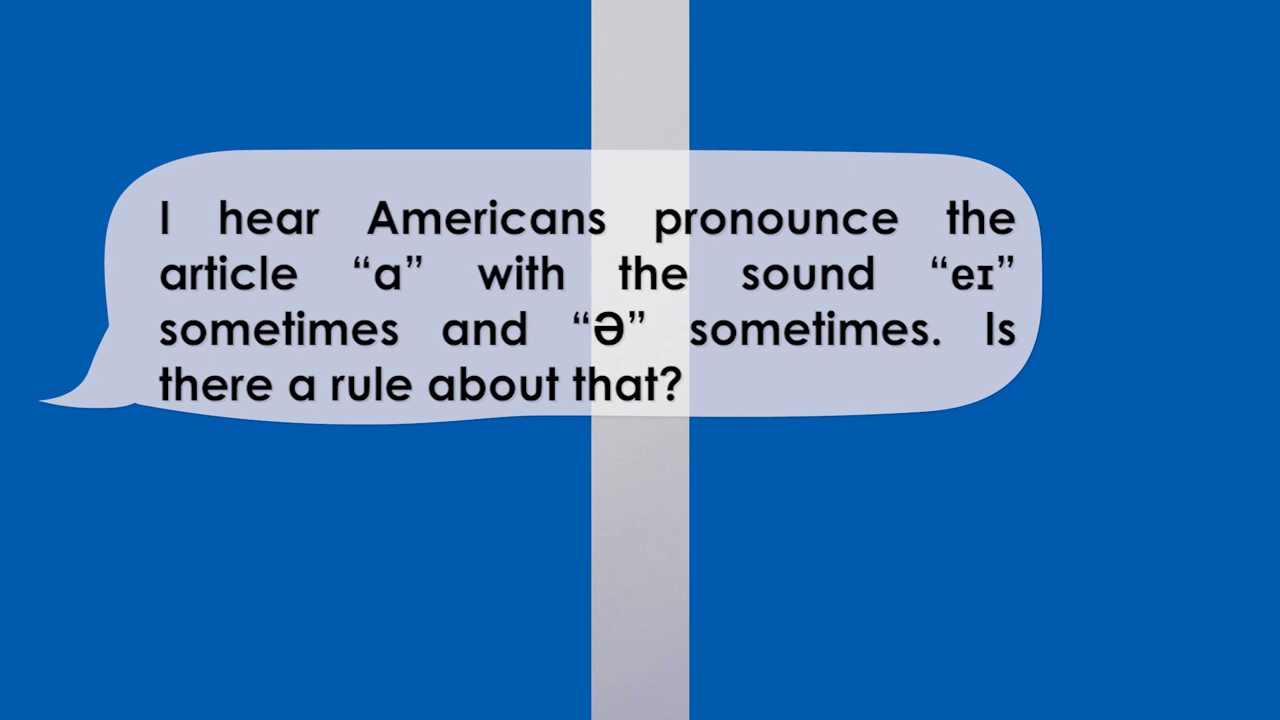 I hear Americans pronounce the
article “a” with the sound “eɪ”
sometimes and “Ə” sometimes. Is
there a rule about that?